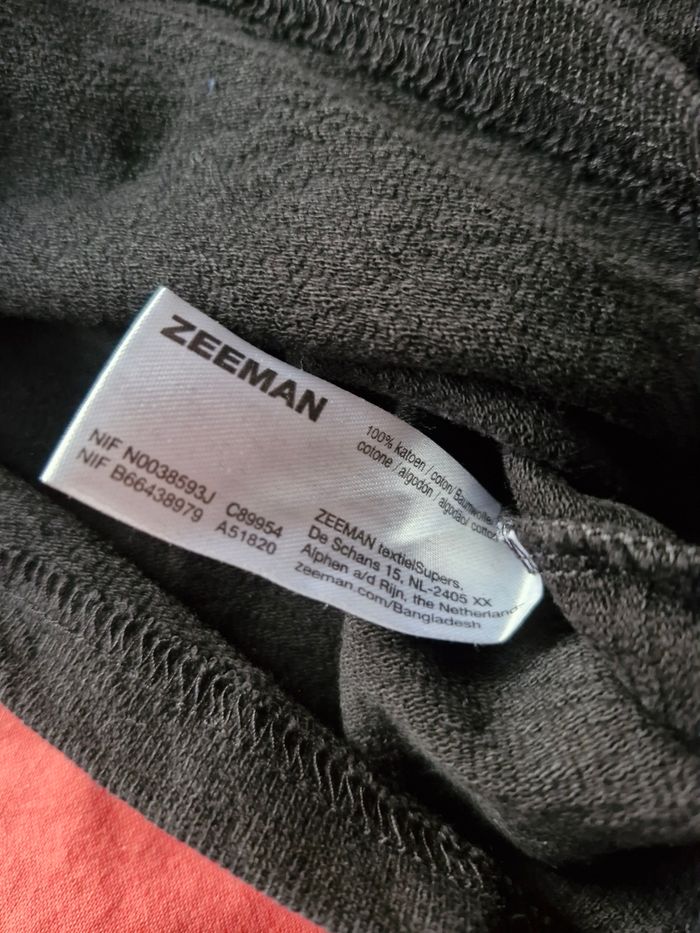 ZEEMAN
100% katoen / coton / Baumwolle
cotone / algodón / algodão / cotton
NIF N0038593J C89954
NIF B66438979 A51820
ZEEMAN textielSupers,
De Schans 15, NL-2405 XX
Alphen a/d Rijn, the Netherlands
zeeman.com/Bangladesh